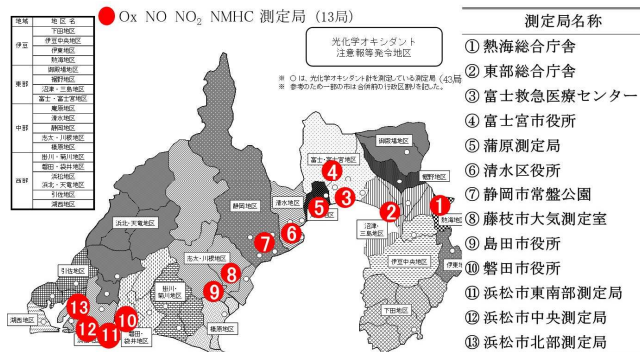 ● Ox NO NO₂ NMHC 測定局 (13局)
地域 地区名
伊豆
下田地区
伊豆中央地区
伊東地区
熱海地区
東部
御殿場地区
裾野地区
沼津・三島地区
富士・富士宮地区
中部
庵原地区
清水地区
静岡地区
志太・川根地区
榛原地区
西部
掛川・菊川地区
磐田・袋井地区
浜松地区
浜北・天竜地区
引佐地区
湖西地区
光化学オキシダント
注意報等発令地区
※ ○は、光化学オキシダント計を測定している測定局 (43局
※ 参考のため一部の市は合併前の行政区割りを記した。
御殿場地区
富士・富士宮地区
裾野地区
静岡地区
清水地区
沼津・
三島地区
熱海地
浜北・天竜地区
志太・川根地区
伊豆中央地区
伊東
引佐地区
掛川・
菊川地区
下田地区
湖西地区
磐田・
袋井地区
榛原地区
1
2
3
4
5
6
7
8
9
10
11
12
13
測定局名称
① 熱海総合庁舎
② 東部総合庁舎
③ 富士救急医療センター
④ 富士宮市役所
⑤ 蒲原測定局
⑥ 清水区役所
⑦ 静岡市常盤公園
⑧ 藤枝市大気測定室
⑨ 島田市役所
⑩ 磐田市役所
⑪ 浜松市東南部測定局
⑫ 浜松市中央測定局
⑬ 浜松市北部測定局